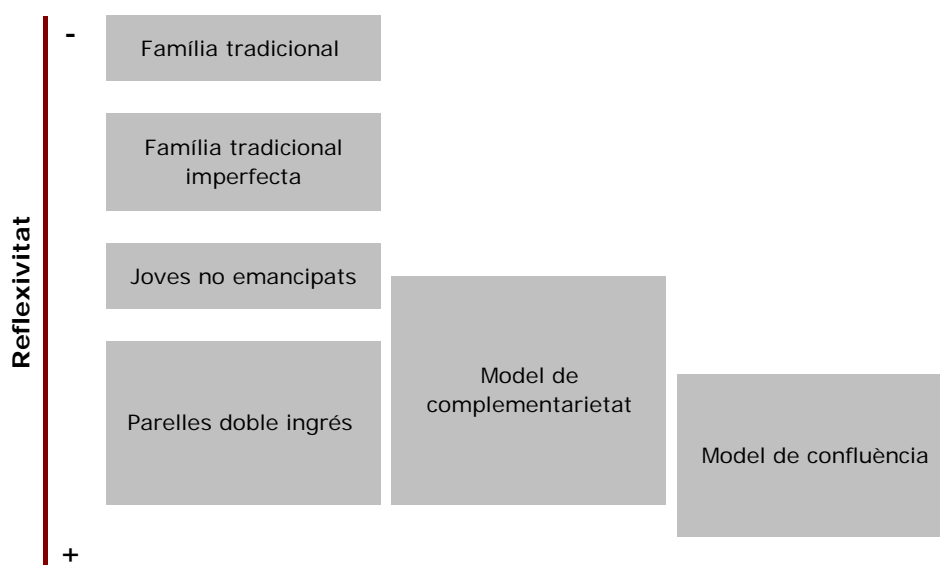 -
Família tradicional
Família tradicional
imperfecta
Joves no emancipats
Reflexivitat
Model de
complementarietat
Parelles doble ingrés
Model de confluència
+